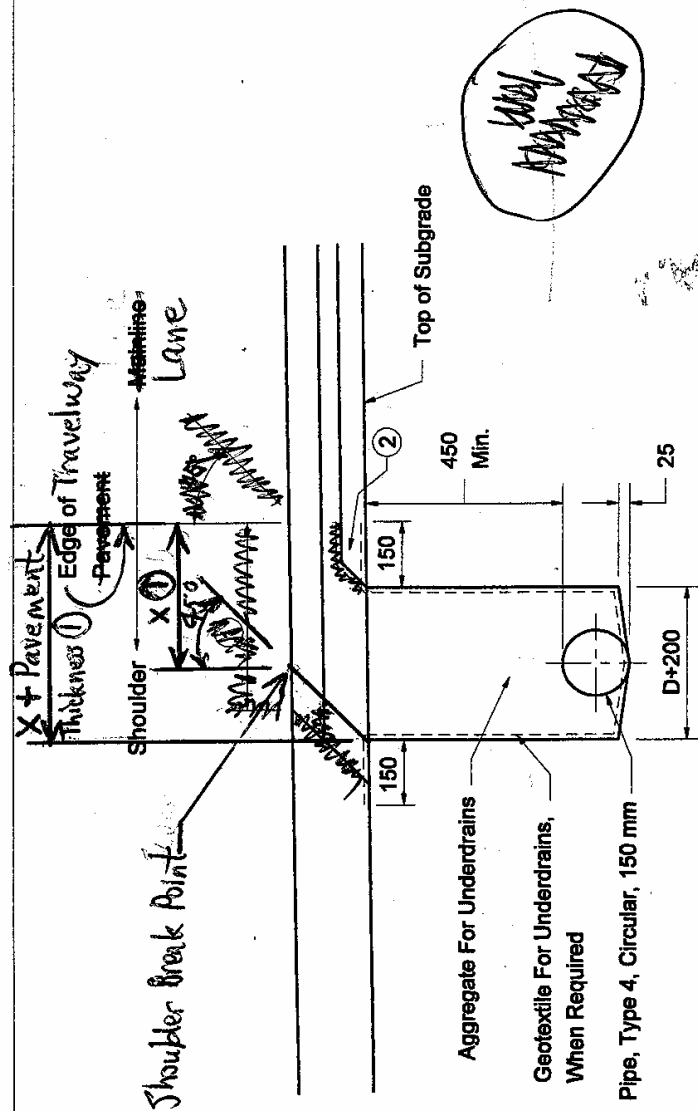 X + Pavement
Thickness ①
Edge of Travelway
Pavement
Shoulder
Mainline
Lane
X ①
45°
Shoulder Break Point
Top of Subgrade
②
150
150
450
Min.
25
D+200
Aggregate For Underdrains
Geotextile For Underdrains,
When Required
Pipe, Type 4, Circular, 150 mm